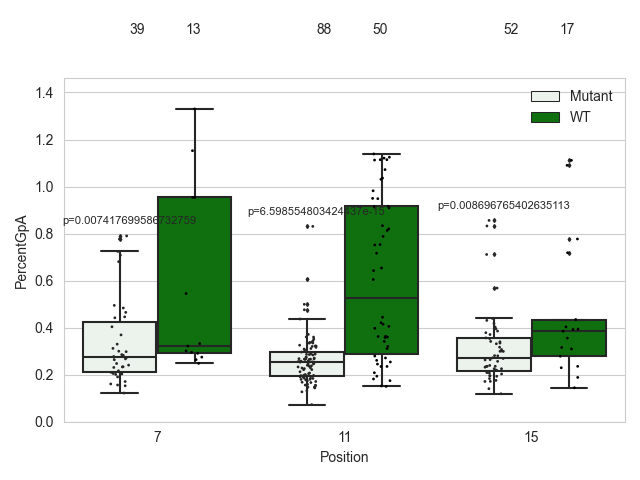 39 13 88 50 52 17
1.4
Mutant
WT
1.2
1.0
p=0.008696765402635113
p=6.598554803424437e-15
p=0.007417699586732759
0.8
PercentGpA
0.6
0.4
0.2
0.0
7 11 15
Position